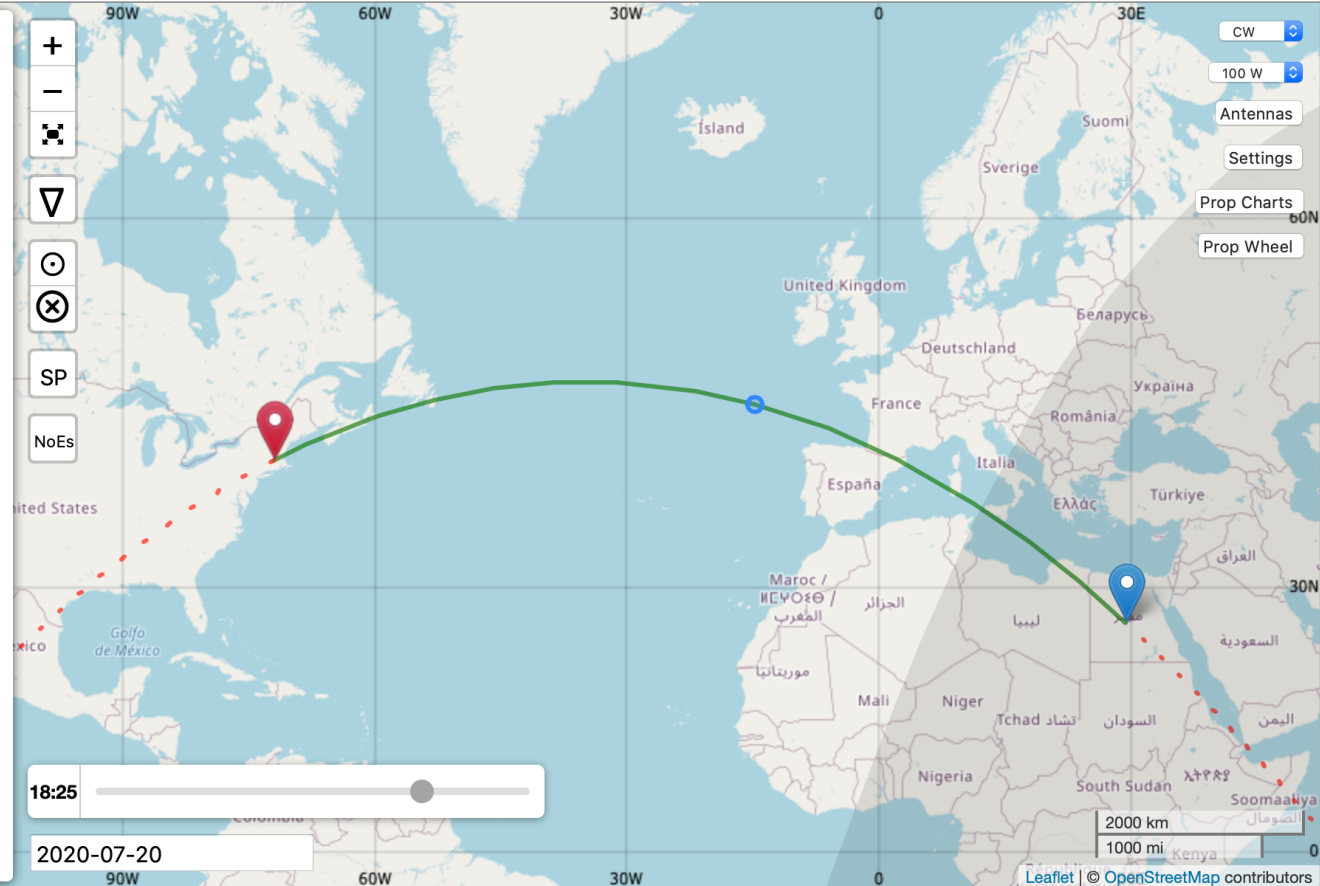 90W
60W
30W
0
30E
CW
100 W
Antennas
Settings
Prop Charts
60N
Prop Wheel
Ísland
Suomi
Sverige
United Kingdom
Беларусь
Deutschland
SP
Україна
France
România
NoEs
Italia
España
Ελλάς
Türkiye
ited States
العراق
30N
Maroc /
ⵍⵎⵖⵔⵉⴱ /
المغرب
الجزائر
ليبيا
Golfo
de México
xico
السعودية
موريتانيا
Mali
Niger
Tchad تشاد
السودان
اليمن
Nigeria
South Sudan
ኢትዮጵያ
18:25
Soomaaliya
الصومال
Colombia
2000 km
1000 mi
Kenya
0
2020-07-20
90W
60W
30W
0
Leaflet | © OpenStreetMap contributors